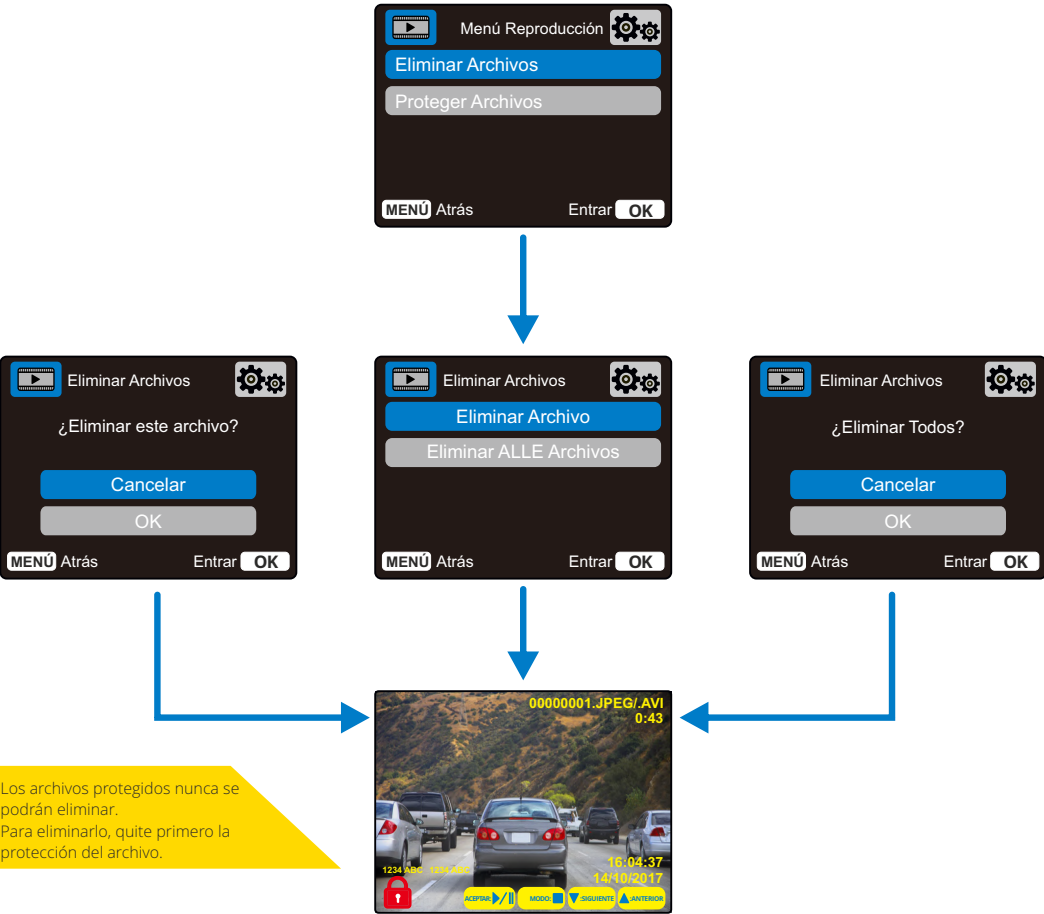 Menú Reproducción
Eliminar Archivos
Proteger Archivos
MENÚ Atrás Entrar OK
Eliminar Archivos
¿Eliminar este archivo?
Cancelar
OK
MENÚ Atrás Entrar OK
Eliminar Archivos
Eliminar Archivo
Eliminar ALLE Archivos
MENÚ Atrás Entrar OK
Eliminar Archivos
¿Eliminar Todos?
Cancelar
OK
MENÚ Atrás Entrar OK
00000001.JPEG/.AVI
0:43
16:04:37
1234 ABC 1234 ABC
14/10/2017
ACEPTAR: MODO: :SIGUIENTE :ANTERIOR
Los archivos protegidos nunca se
podrán eliminar.
Para eliminarlo, quite primero la
protección del archivo.